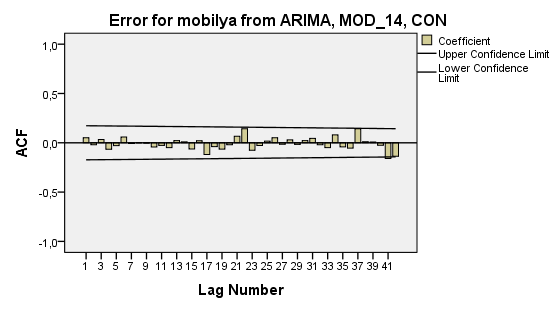 Error for mobilya from ARIMA, MOD_14, CON
Coefficient
Upper Confidence Limit
Lower Confidence
Limit
1,0
0,5
0,0
-0,5
-1,0
ACF
1 3 5 7 9 11 13 15 17 19 21 23 25 27 29 31 33 35 37 39 41
Lag Number